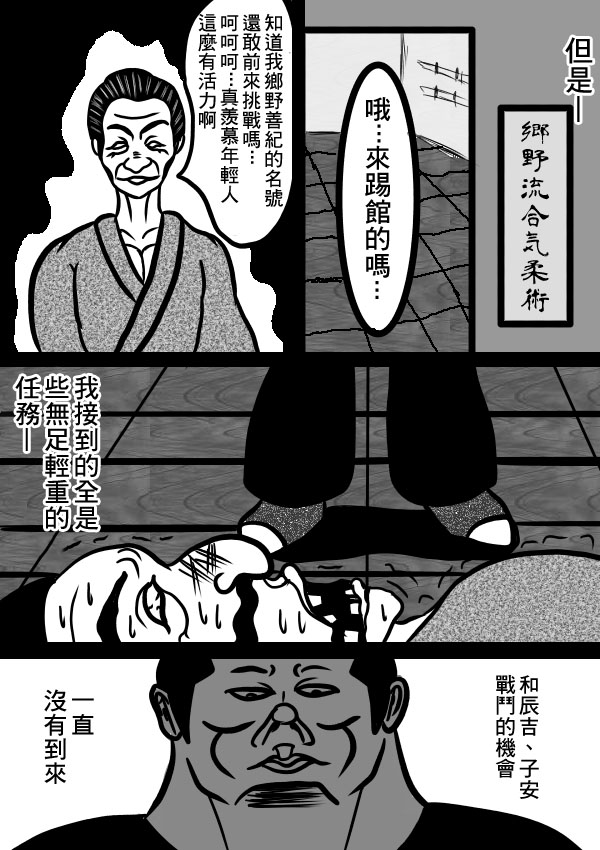 但是—
鄉野流合気柔術
哦…來踢館的嗎…
知道我鄉野善紀的名號
還敢前來挑戰嗎…
呵呵呵…真羨慕年輕人
這麼有活力啊
我接到的全是
些無足輕重的
任務—
和辰吉、子安
戰鬥的機會
一直
沒有到來